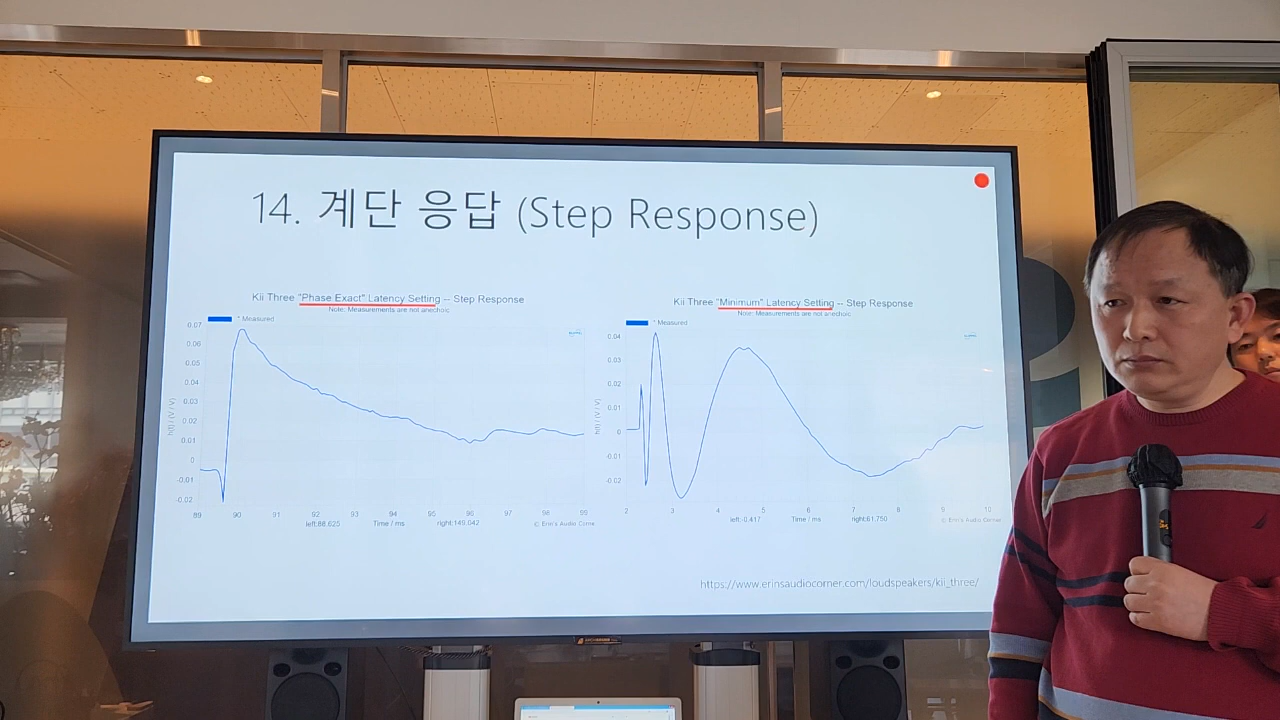 14. 계단 응답 (Step Response)
Kii Three "Phase Exact" Latency Setting -- Step Response
Note: Measurements are not anechoic
* Measured
0.07
0.06
0.05
0.04
0.03
0.02
0.01
0
-0.01
-0.02
h(t) / (V / V)
89 90 91 92 93 94 95 96 97 98 99
left:88,625 Time / ms right:149,042 © Erin's Audio Corner
Kii Three "Minimum" Latency Setting -- Step Response
Note: Measurements are not anechoic
* Measured
0.04
0.03
0.02
0.01
0
-0.01
-0.02
h(t) / (V / V)
2 3 4 5 6 7 8 9 10
left:-0,417 Time / ms right:61,750 © Erin's Audio Corner
https://www.erinsaudiocorner.com/loudspeakers/kii_three/